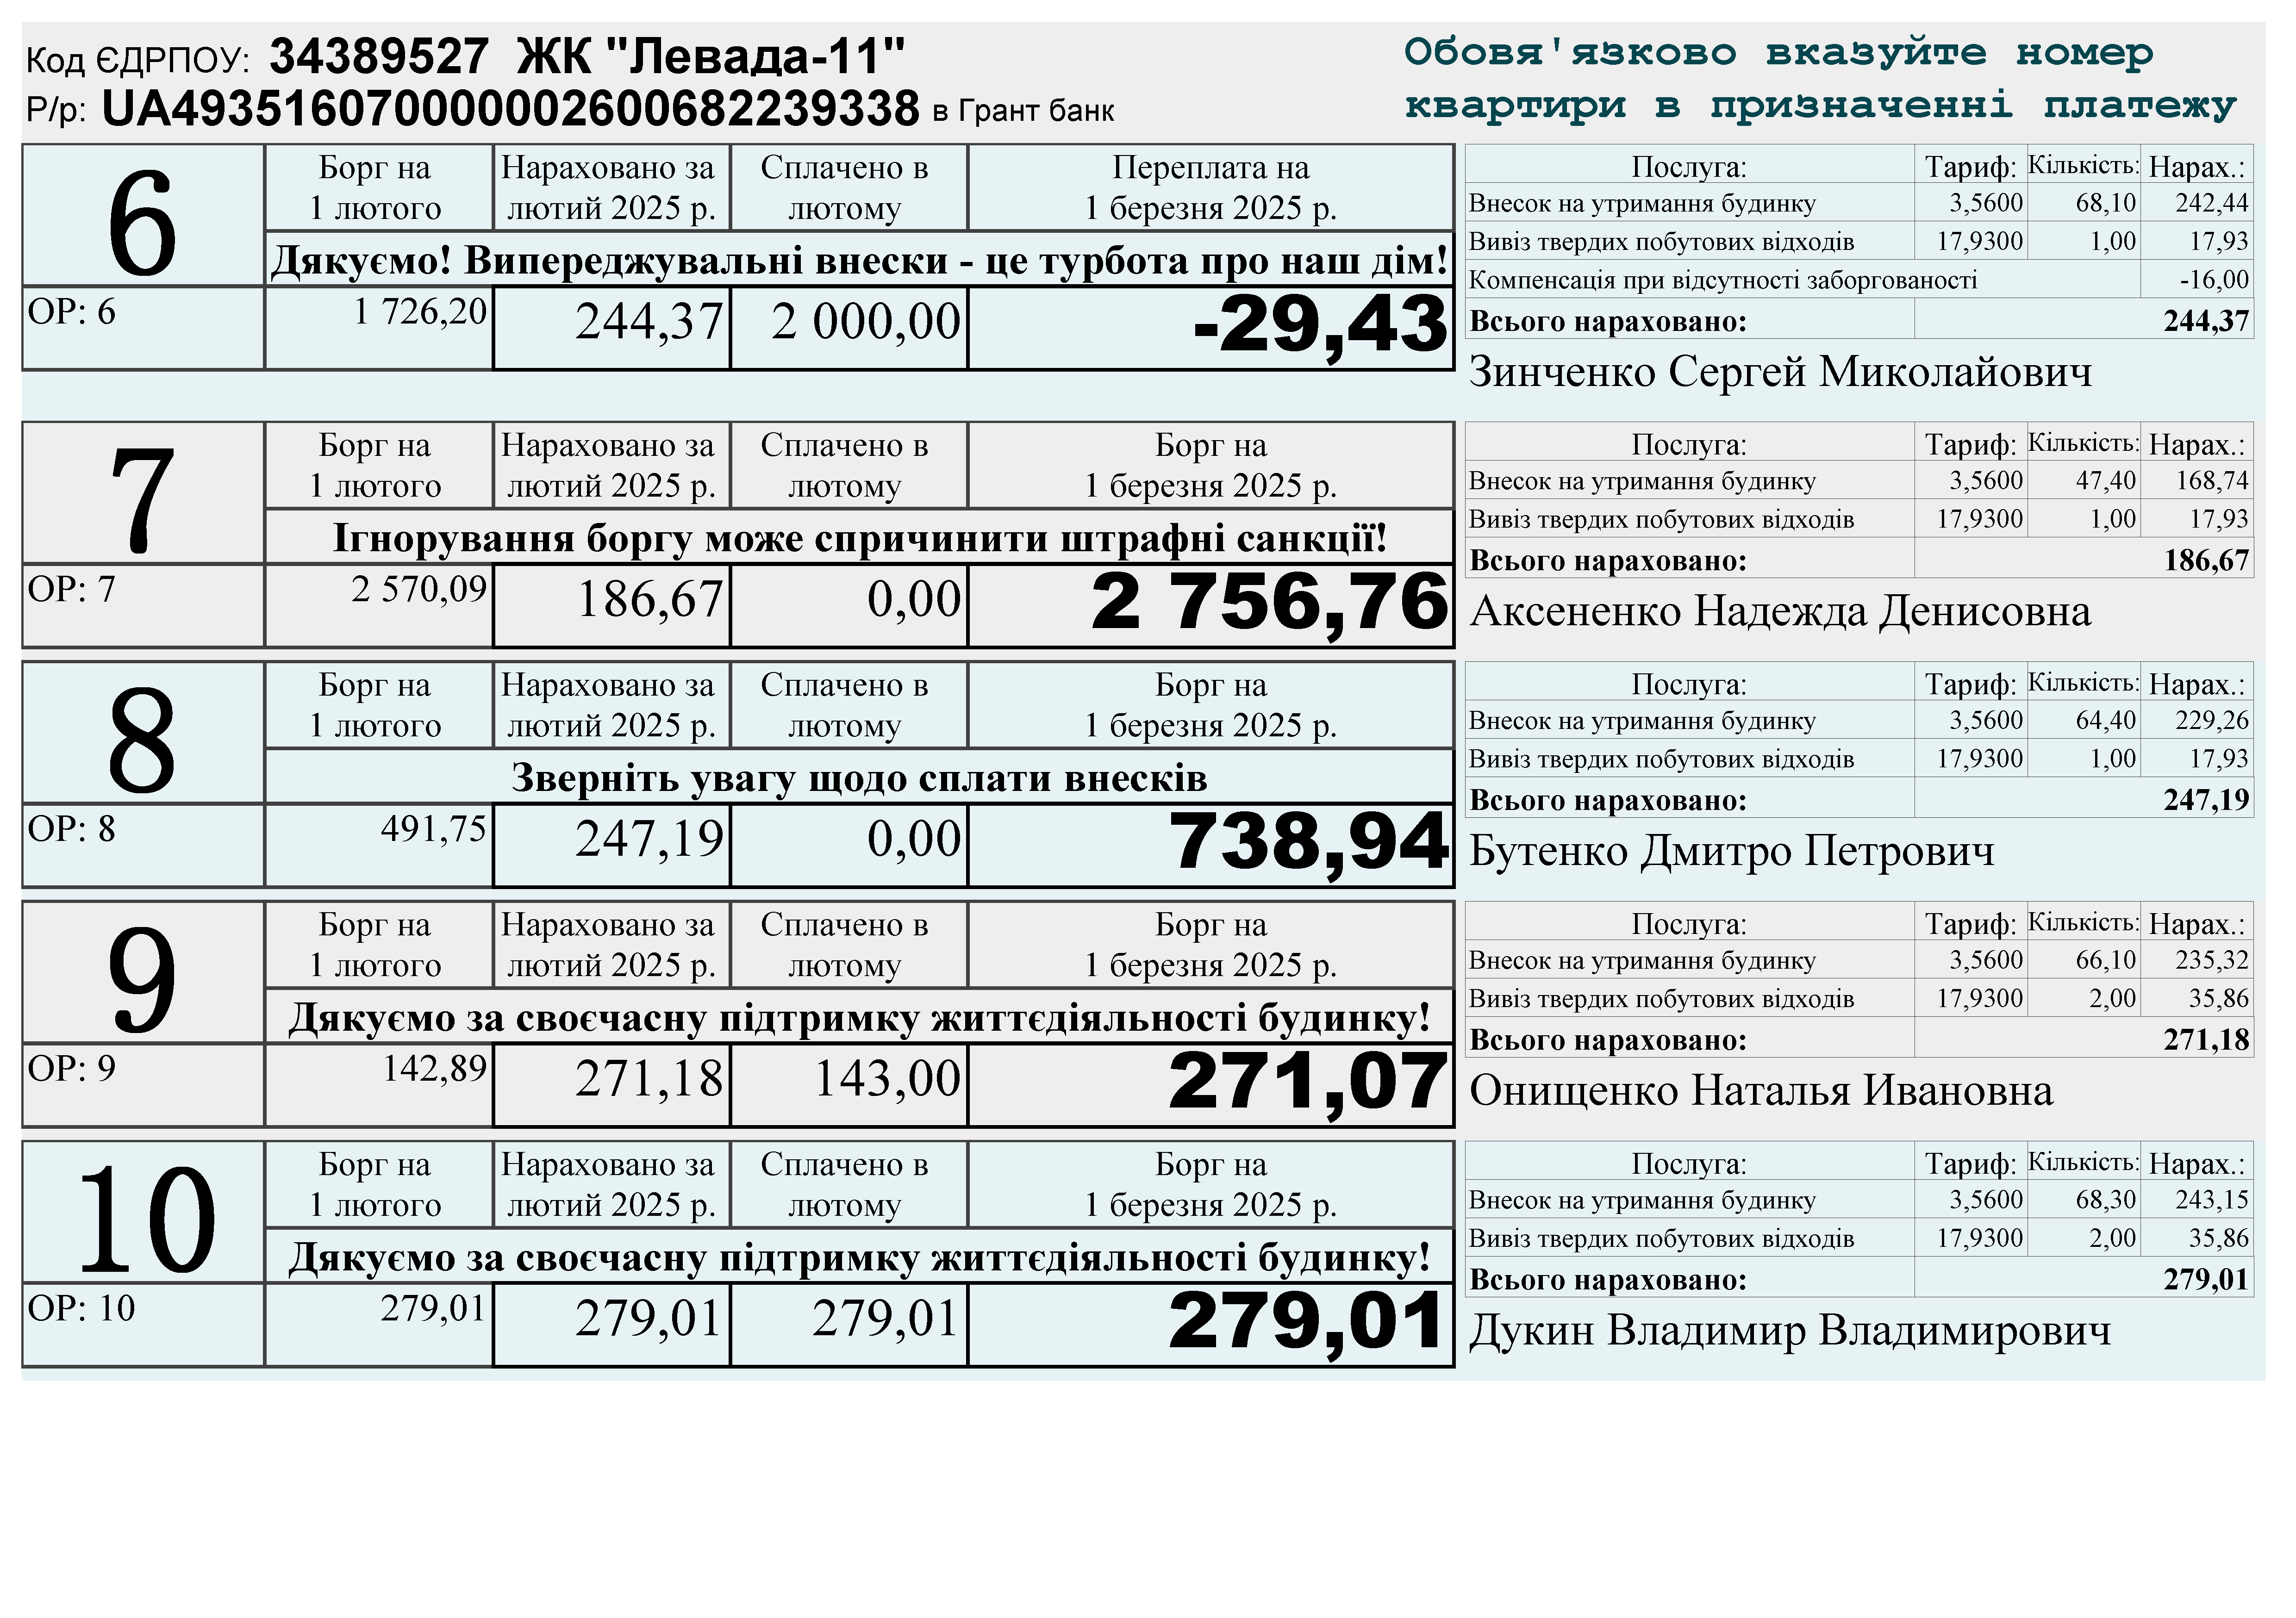 Код ЄДРПОУ: 34389527 ЖК "Левада-11"
Р/р: UA493516070000002600682239338 в Грант банк
Обовя'язково вказуйте номер
квартири в призначенні платежу
6
Борг на
1 лютого
Нараховано за
лютий 2025 р.
Сплачено в
лютому
Переплата на
1 березня 2025 р.
Дякуємо! Випереджувальні внески - це турбота про наш дім!
ОР: 6 1 726,20 244,37 2 000,00 -29,43
Послуга: Тариф: Кількість: Нарах.:
Внесок на утримання будинку 3,5600 68,10 242,44
Вивіз твердих побутових відходів 17,9300 1,00 17,93
Компенсація при відсутності заборгованості -16,00
Всього нараховано: 244,37
Зинченко Сергей Миколайович
7
Борг на
1 лютого
Нараховано за
лютий 2025 р.
Сплачено в
лютому
Борг на
1 березня 2025 р.
Ігнорування боргу може спричинити штрафні санкції!
ОР: 7 2 570,09 186,67 0,00 2 756,76
Послуга: Тариф: Кількість: Нарах.:
Внесок на утримання будинку 3,5600 47,40 168,74
Вивіз твердих побутових відходів 17,9300 1,00 17,93
Всього нараховано: 186,67
Аксененко Надежда Денисовна
8
Борг на
1 лютого
Нараховано за
лютий 2025 р.
Сплачено в
лютому
Борг на
1 березня 2025 р.
Зверніть увагу щодо сплати внесків
ОР: 8 491,75 247,19 0,00 738,94
Послуга: Тариф: Кількість: Нарах.:
Внесок на утримання будинку 3,5600 64,40 229,26
Вивіз твердих побутових відходів 17,9300 1,00 17,93
Всього нараховано: 247,19
Бутенко Дмитро Петрович
9
Борг на
1 лютого
Нараховано за
лютий 2025 р.
Сплачено в
лютому
Борг на
1 березня 2025 р.
Дякуємо за своєчасну підтримку життєдіяльності будинку!
ОР: 9 142,89 271,18 143,00 271,07
Послуга: Тариф: Кількість: Нарах.:
Внесок на утримання будинку 3,5600 66,10 235,32
Вивіз твердих побутових відходів 17,9300 2,00 35,86
Всього нараховано: 271,18
Онищенко Наталья Ивановна
10
Борг на
1 лютого
Нараховано за
лютий 2025 р.
Сплачено в
лютому
Борг на
1 березня 2025 р.
Дякуємо за своєчасну підтримку життєдіяльності будинку!
ОР: 10 279,01 279,01 279,01 279,01
Послуга: Тариф: Кількість: Нарах.:
Внесок на утримання будинку 3,5600 68,30 243,15
Вивіз твердих побутових відходів 17,9300 2,00 35,86
Всього нараховано: 279,01
Дукин Владимир Владимирович